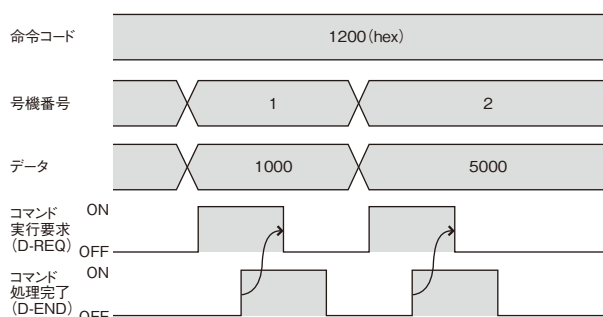 命令コード
1200(hex)
号機番号
1
2
データ
1000
5000
コマンド
実行要求
(D-REQ)
ON
OFF
コマンド
処理完了
(D-END)
ON
OFF